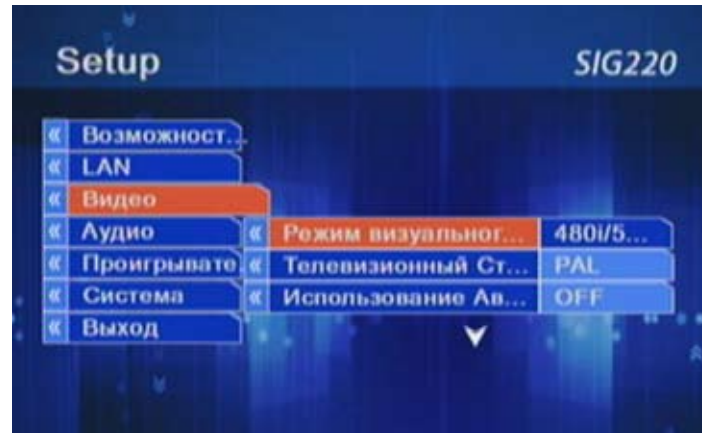 Setup
SIG220
Возможност...
LAN
Видео
Аудио
Проигрывате
Система
Выход
Режим визуальног... 480i/5...
Телевизионный Ст... PAL
Использование Ав... OFF